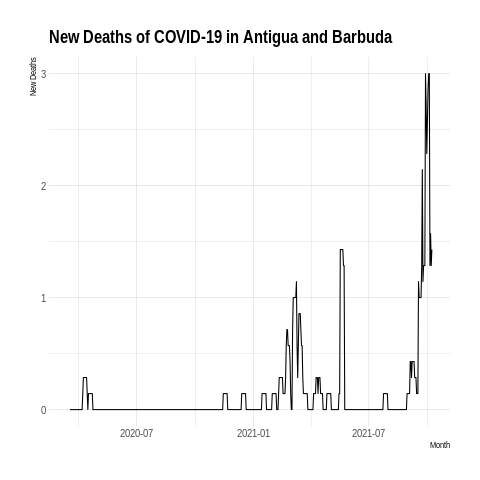 New Deaths of COVID-19 in Antigua and Barbuda
New Deaths
3
2
1
0
2020-07
2021-01
2021-07
Month